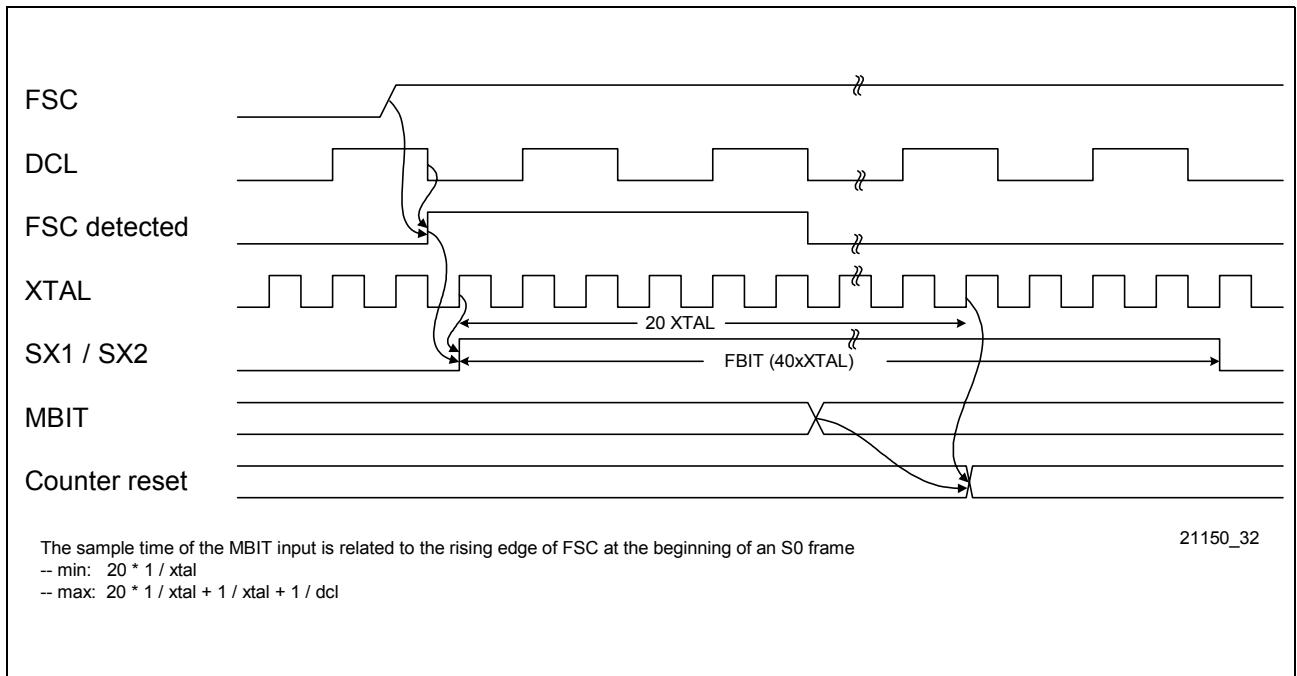 FSC
DCL
FSC detected
XTAL
20 XTAL
SX1 / SX2
FBIT (40xXTAL)
MBIT
Counter reset
The sample time of the MBIT input is related to the rising edge of FSC at the beginning of an S0 frame
-- min: 20 * 1 / xtal
-- max: 20 * 1 / xtal + 1 / xtal + 1 / dcl
21150_32